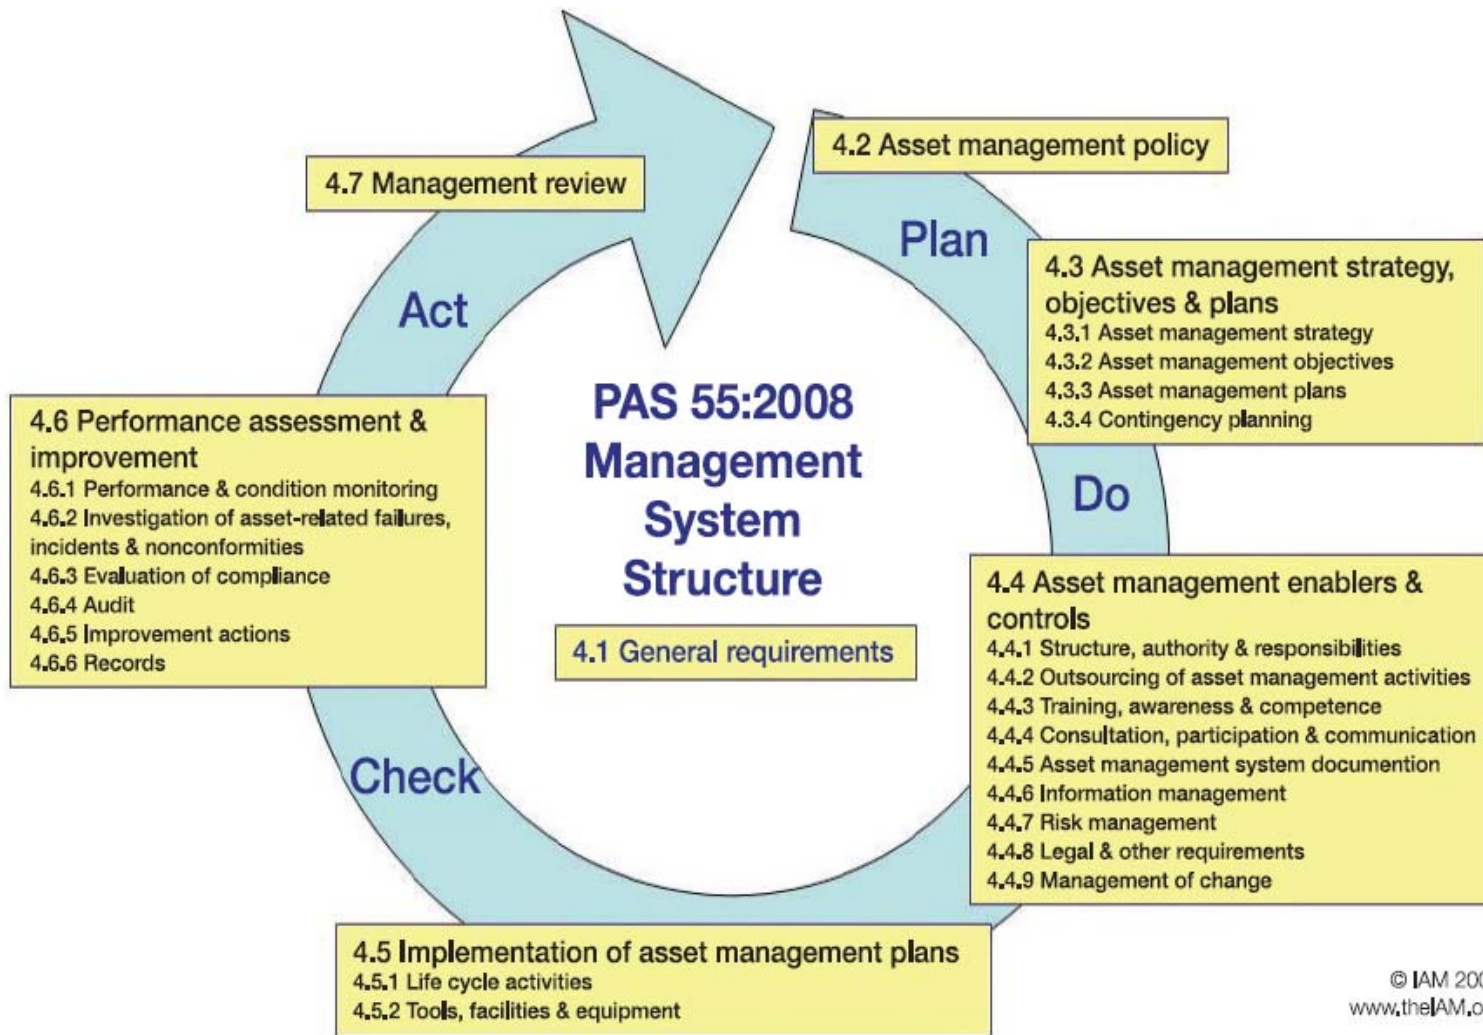 4.2 Asset management policy
4.7 Management review
Plan
4.3 Asset management strategy,
objectives & plans
4.3.1 Asset management strategy
4.3.2 Asset management objectives
4.3.3 Asset management plans
4.3.4 Contingency planning
Act
PAS 55:2008
Management
System
Structure
4.1 General requirements
4.6 Performance assessment &
improvement
4.6.1 Performance & condition monitoring
4.6.2 Investigation of asset-related failures,
incidents & nonconformities
4.6.3 Evaluation of compliance
4.6.4 Audit
4.6.5 Improvement actions
4.6.6 Records
Do
4.4 Asset management enablers &
controls
4.4.1 Structure, authority & responsibilities
4.4.2 Outsourcing of asset management activities
4.4.3 Training, awareness & competence
4.4.4 Consultation, participation & communication
4.4.5 Asset management system documention
4.4.6 Information management
4.4.7 Risk management
4.4.8 Legal & other requirements
4.4.9 Management of change
Check
4.5 Implementation of asset management plans
4.5.1 Life cycle activities
4.5.2 Tools, facilities & equipment
© IAM 200
www.theIAM.o